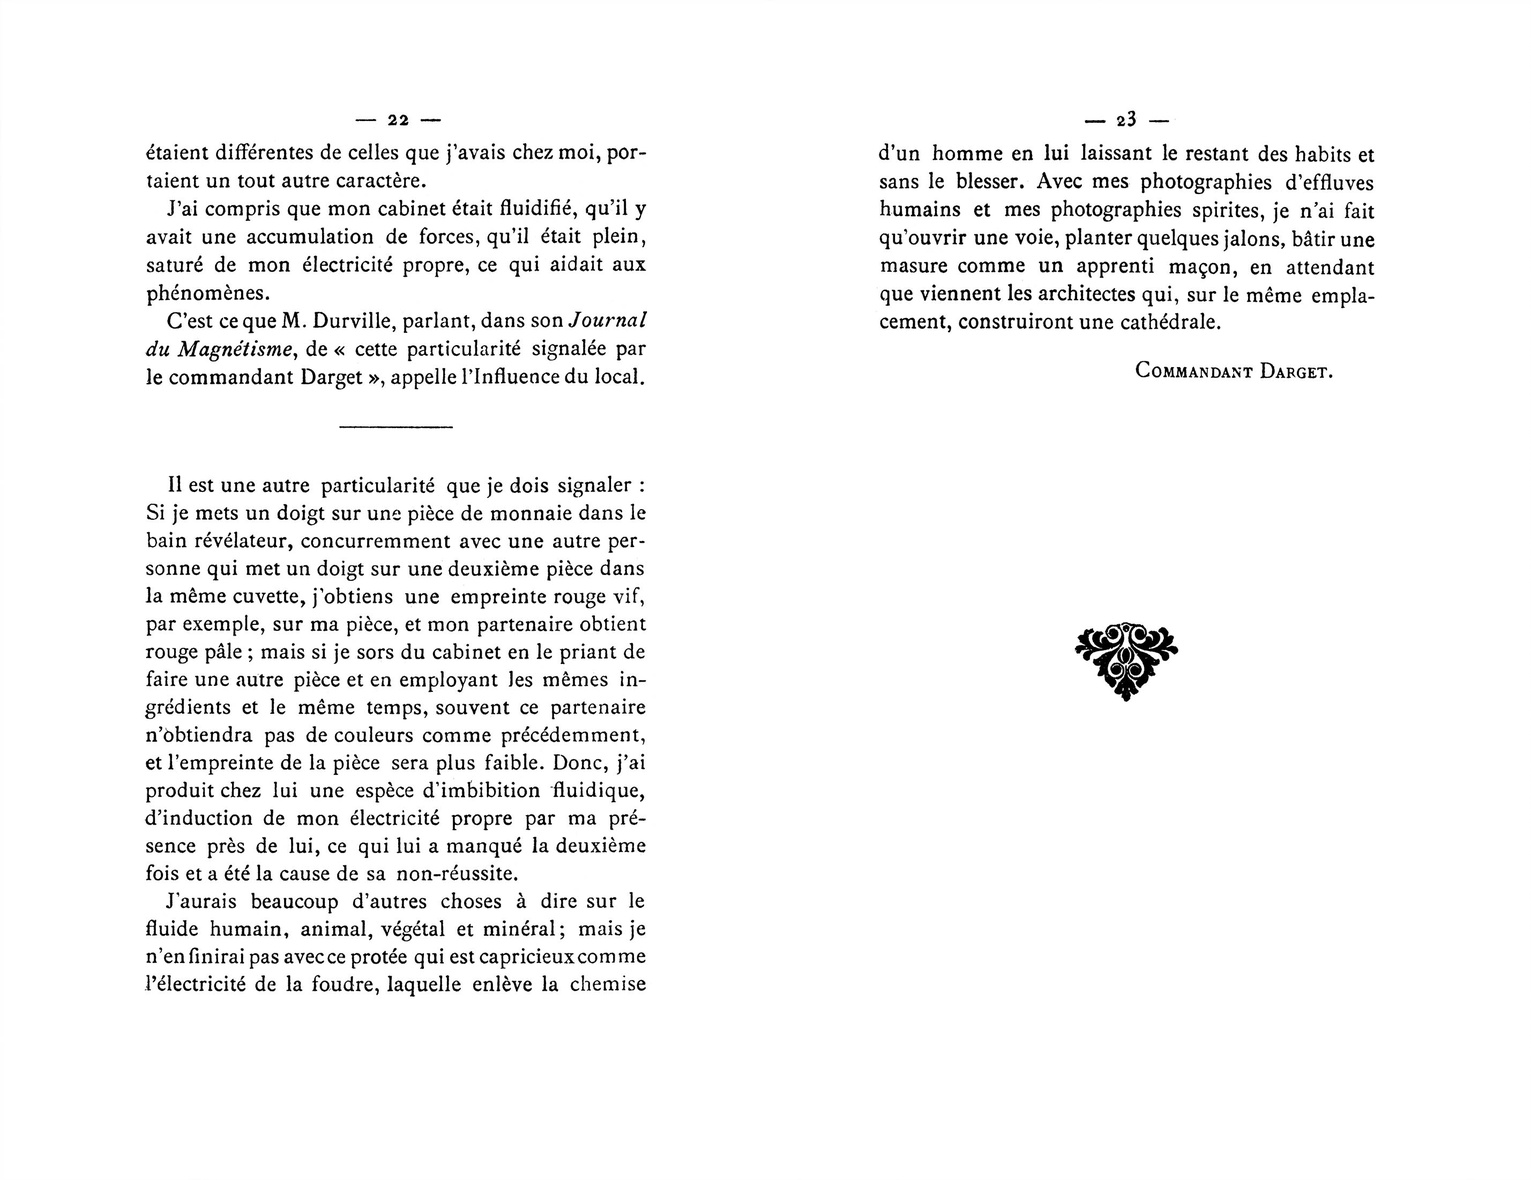 — 22 —
étaient différentes de celles que j'avais chez moi, por-
taient un tout autre caractère.
J'ai compris que mon cabinet était fluidifié, qu'il y
avait une accumulation de forces, qu'il était plein,
saturé de mon électricité propre, ce qui aidait aux
phénomènes.
C'est ce que M. Durville, parlant, dans son Journal
du Magnétisme, de « cette particularité signalée par
le commandant Darget », appelle l'Influence du local.
Il est une autre particularité que je dois signaler :
Si je mets un doigt sur une pièce de monnaie dans le
bain révélateur, concurremment avec une autre per-
sonne qui met un doigt sur une deuxième pièce dans
la même cuvette, j'obtiens une empreinte rouge vif,
par exemple, sur ma pièce, et mon partenaire obtient
rouge pâle ; mais si je sors du cabinet en le priant de
faire une autre pièce et en employant les mêmes in-
grédients et le même temps, souvent ce partenaire
n'obtiendra pas de couleurs comme précédemment,
et l'empreinte de la pièce sera plus faible. Donc, j'ai
produit chez lui une espèce d'imbibition fluidique,
d'induction de mon électricité propre par ma pré-
sence près de lui, ce qui lui a manqué la deuxième
fois et a été la cause de sa non-réussite.
J'aurais beaucoup d'autres choses à dire sur le
fluide humain, animal, végétal et minéral ; mais je
n'en finirai pas avec ce protée qui est capricieux comme
l'électricité de la foudre, laquelle enlève la chemise
— 23 —
d'un homme en lui laissant le restant des habits et
sans le blesser. Avec mes photographies d'effluves
humains et mes photographies spirites, je n'ai fait
qu'ouvrir une voie, planter quelques jalons, bâtir une
masure comme un apprenti maçon, en attendant
que viennent les architectes qui, sur le même empla-
cement, construiront une cathédrale.
COMMANDANT DARGET.